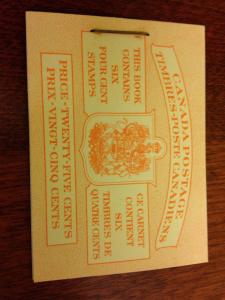 CANADA POSTAGE
TIMBRES-POSTE CANADIENS
THIS BOOK
CONTAINS
SIX
FOUR CENT
STAMPS
CE CARNET
CONTIENT
SIX
TIMBRES DE
QUATRE CENTS
PRICE-TWENTY-FIVE CENTS
PRIX-VINGT-CINQ CENTS